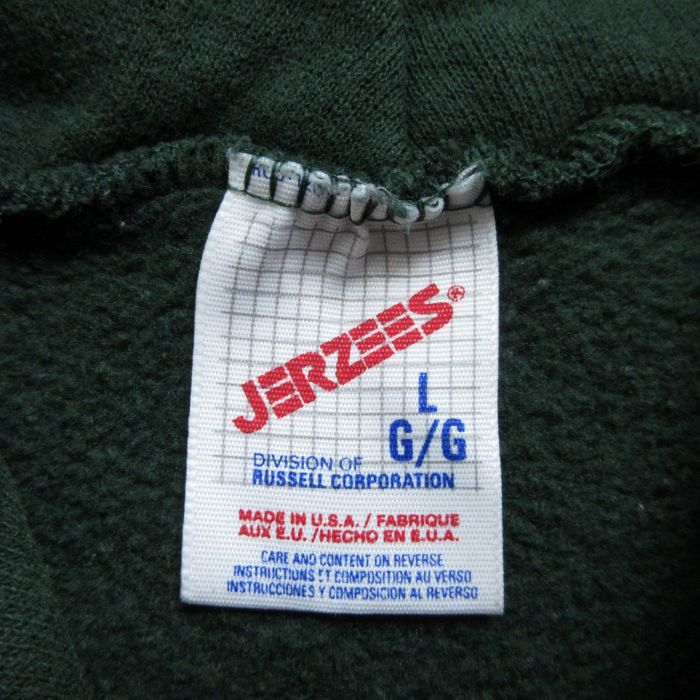 JERZEES®
L
G/G
DIVISION OF
RUSSELL CORPORATION
MADE IN U.S.A. / FABRIQUE
AUX É.U. / HECHO EN E.U.A.
CARE AND CONTENT ON REVERSE
INSTRUCTIONS ET COMPOSITION AU VERSO
INSTRUCCIONES Y COMPOSICION AL REVERSO